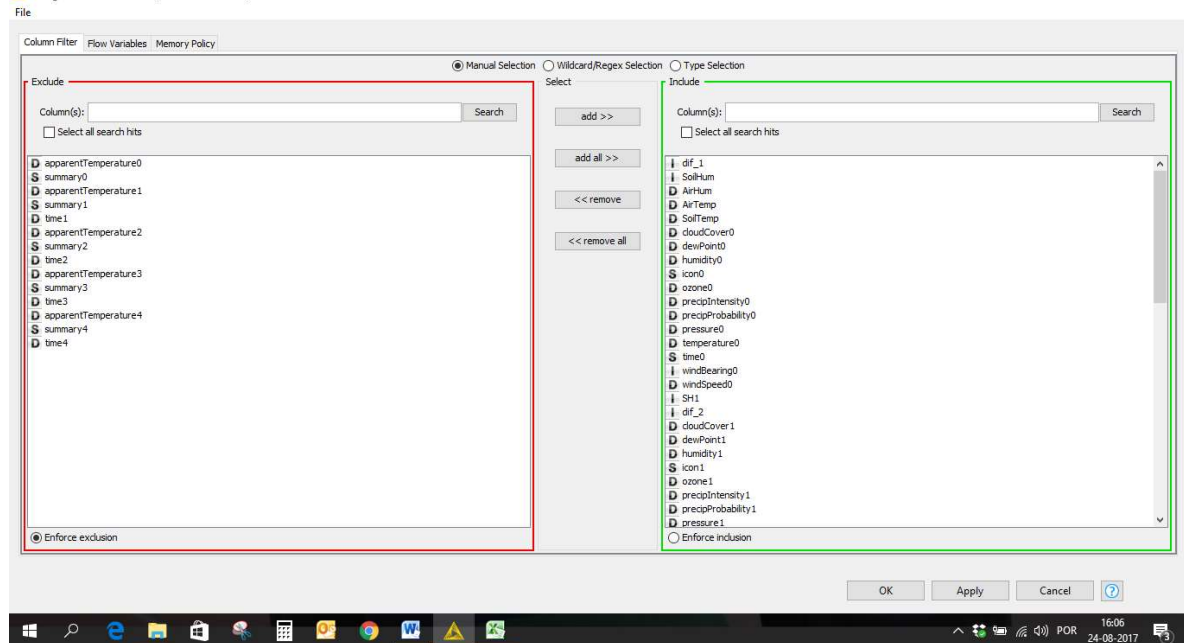 File
Column Filter Flow Variables Memory Policy
Manual Selection Wildcard/Regex Selection Type Selection
Exclude
Column(s): Search
Select all search hits
D apparentTemperature0
S summary0
D apparentTemperature1
S summary1
D time1
D apparentTemperature2
S summary2
D time2
D apparentTemperature3
S summary3
D time3
D apparentTemperature4
S summary4
D time4
Enforce exclusion
Select
add >>
add all >>
<< remove
<< remove all
Include
Column(s): Search
Select all search hits
I dif_1
I SoilHum
D AirHum
D AirTemp
D SoilTemp
D cloudCover0
D dewPoint0
D humidity0
S icon0
D ozone0
D precipIntensity0
D precipProbability0
D pressure0
D temperature0
S time0
I windBearing0
D windSpeed0
I SH1
I dif_2
D cloudCover1
D dewPoint1
D humidity1
S icon1
D ozone1
D precipIntensity1
D precipProbability1
D pressure1
Enforce inclusion
OK Apply Cancel ?
POR 16:06
24-08-2017 3